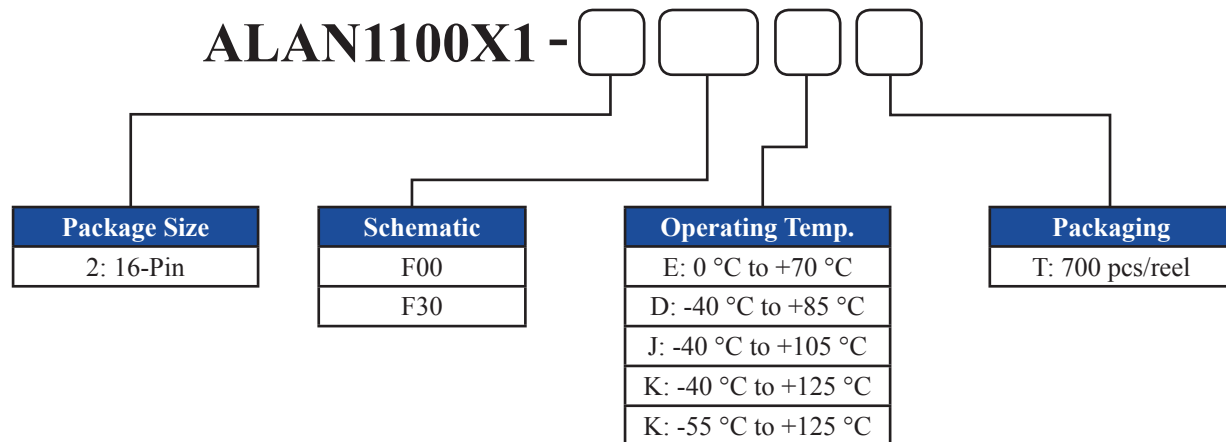 ALAN1100X1 -
Package Size
2: 16-Pin
Schematic
F00
F30
Operating Temp.
E: 0 °C to +70 °C
D: -40 °C to +85 °C
J: -40 °C to +105 °C
K: -40 °C to +125 °C
K: -55 °C to +125 °C
Packaging
T: 700 pcs/reel